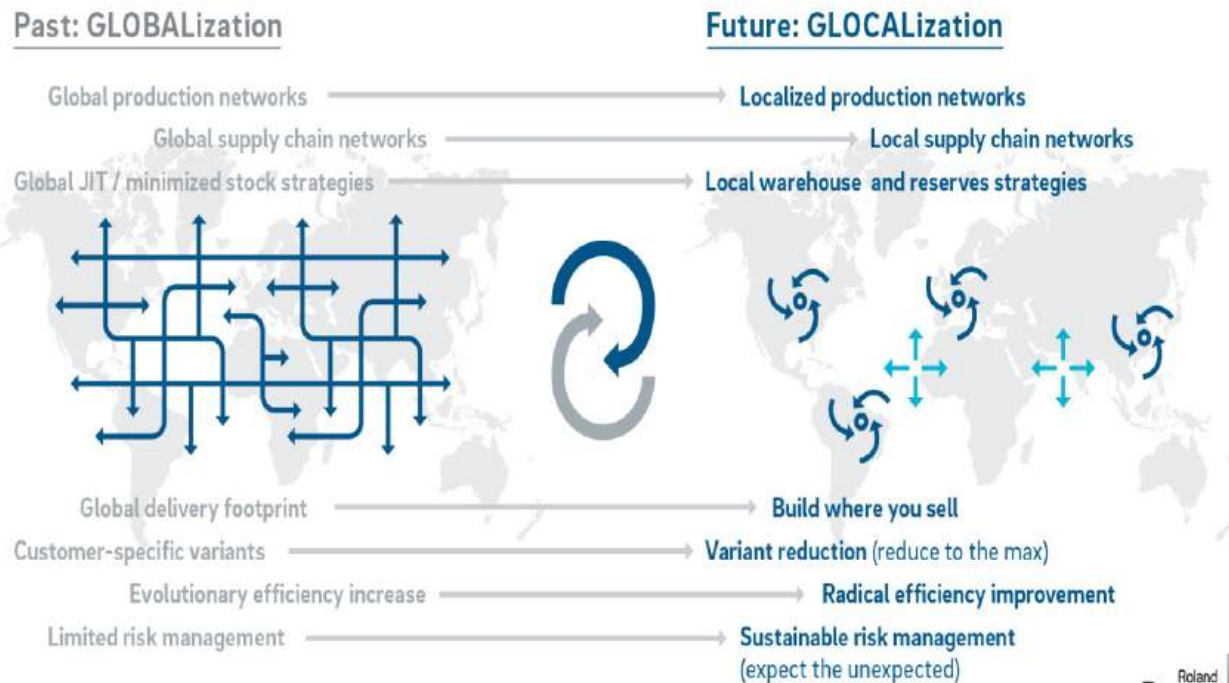 Past: GLOBALization
Future: GLOCALization
Global production networks
Localized production networks
Global supply chain networks
Local supply chain networks
Global JIT / minimized stock strategies
Local warehouse and reserves strategies
Global delivery footprint
Build where you sell
Customer-specific variants
Variant reduction (reduce to the max)
Evolutionary efficiency increase
Radical efficiency improvement
Limited risk management
Sustainable risk management
(expect the unexpected)
Roland